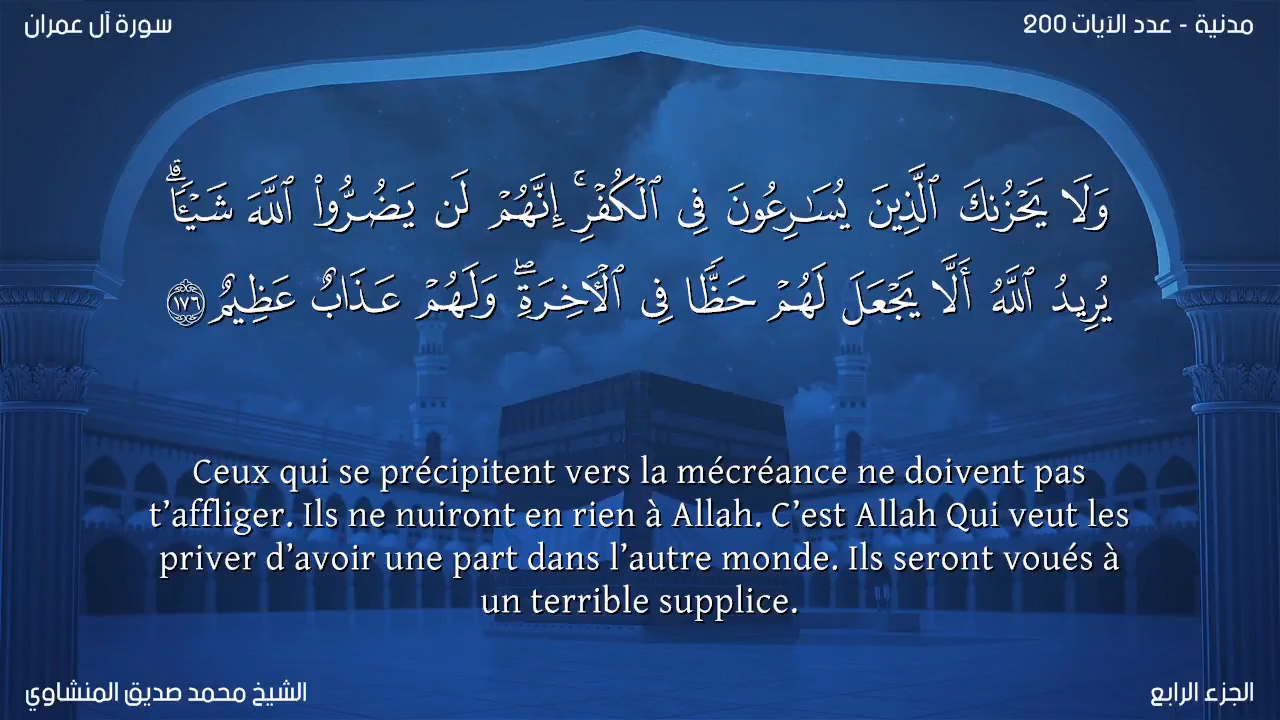 سورة آل عمران
مدنية - عدد الآيات 200
وَلَا يَحْزُنكَ ٱلَّذِينَ يُسَـٰرِعُونَ فِى ٱلْكُفْرِ ۚ إِنَّهُمْ لَن يَضُرُّوا۟ ٱللَّهَ شَيْـًٔا ۗ
يُرِيدُ ٱللَّهُ أَلَّا يَجْعَلَ لَهُمْ حَظًّا فِى ٱلْـَٔاخِرَةِ ۖ وَلَهُمْ عَذَابٌ عَظِيمٌ ١٧٦
Ceux qui se précipitent vers la mécréance ne doivent pas
t’affliger. Ils ne nuiront en rien à Allah. C’est Allah Qui veut les
priver d’avoir une part dans l’autre monde. Ils seront voués à
un terrible supplice.
الشيخ محمد صديق المنشاوي
الجزء الرابع